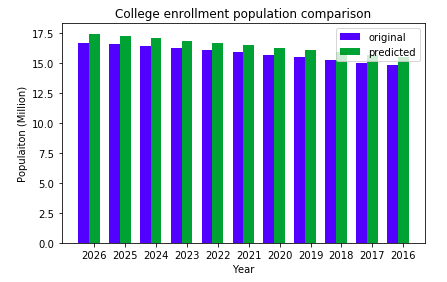 College enrollment population comparison
original
predicted
Populaiton (Million)
17.5
15.0
12.5
10.0
7.5
5.0
2.5
0.0
2026 2025 2024 2023 2022 2021 2020 2019 2018 2017 2016
Year